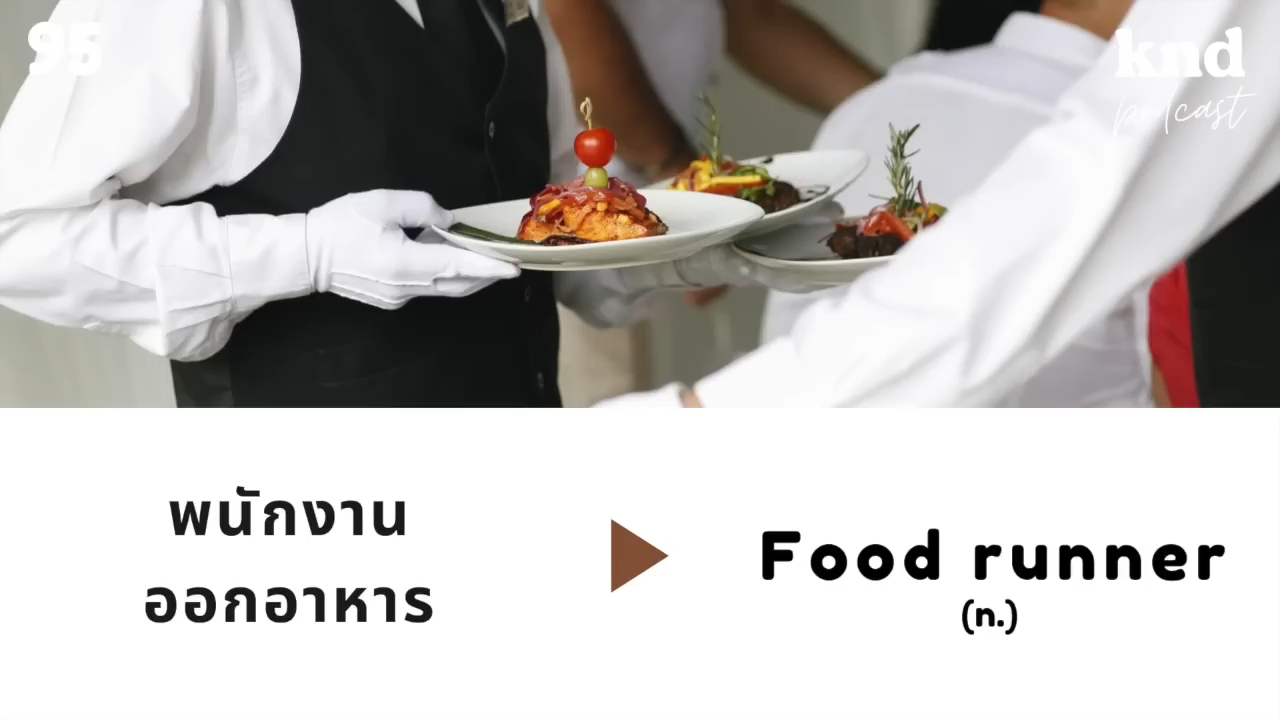 95
knd
podcast
พนักงาน
ออกอาหาร
Food runner
(n.)